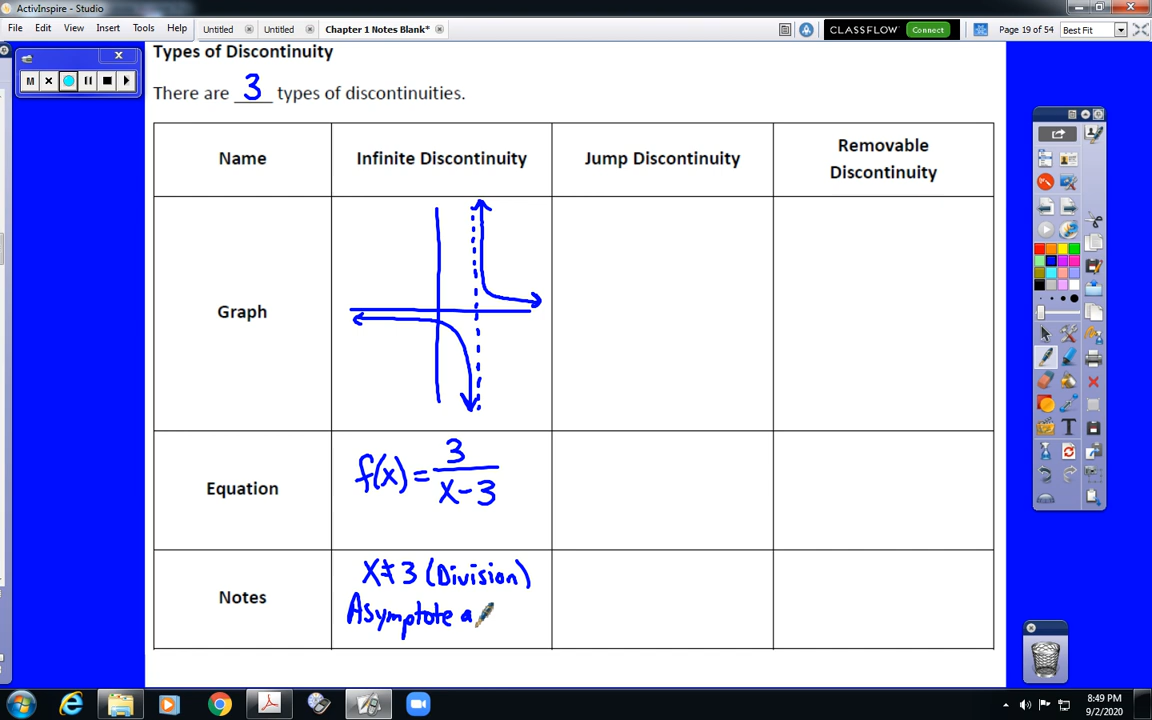 ActivInspire - Studio
File Edit View Insert Tools Help
Untitled Untitled Chapter 1 Notes Blank*
CLASSFLOW Connect
Page 19 of 54 Best Fit
M
Types of Discontinuity
There are 3 types of discontinuities.
Name Infinite Discontinuity Jump Discontinuity Removable Discontinuity
Graph
Equation f(x) = 3/(x-3)
Notes
X≠3 (Division)
Asymptote a
8:49 PM
9/2/2020